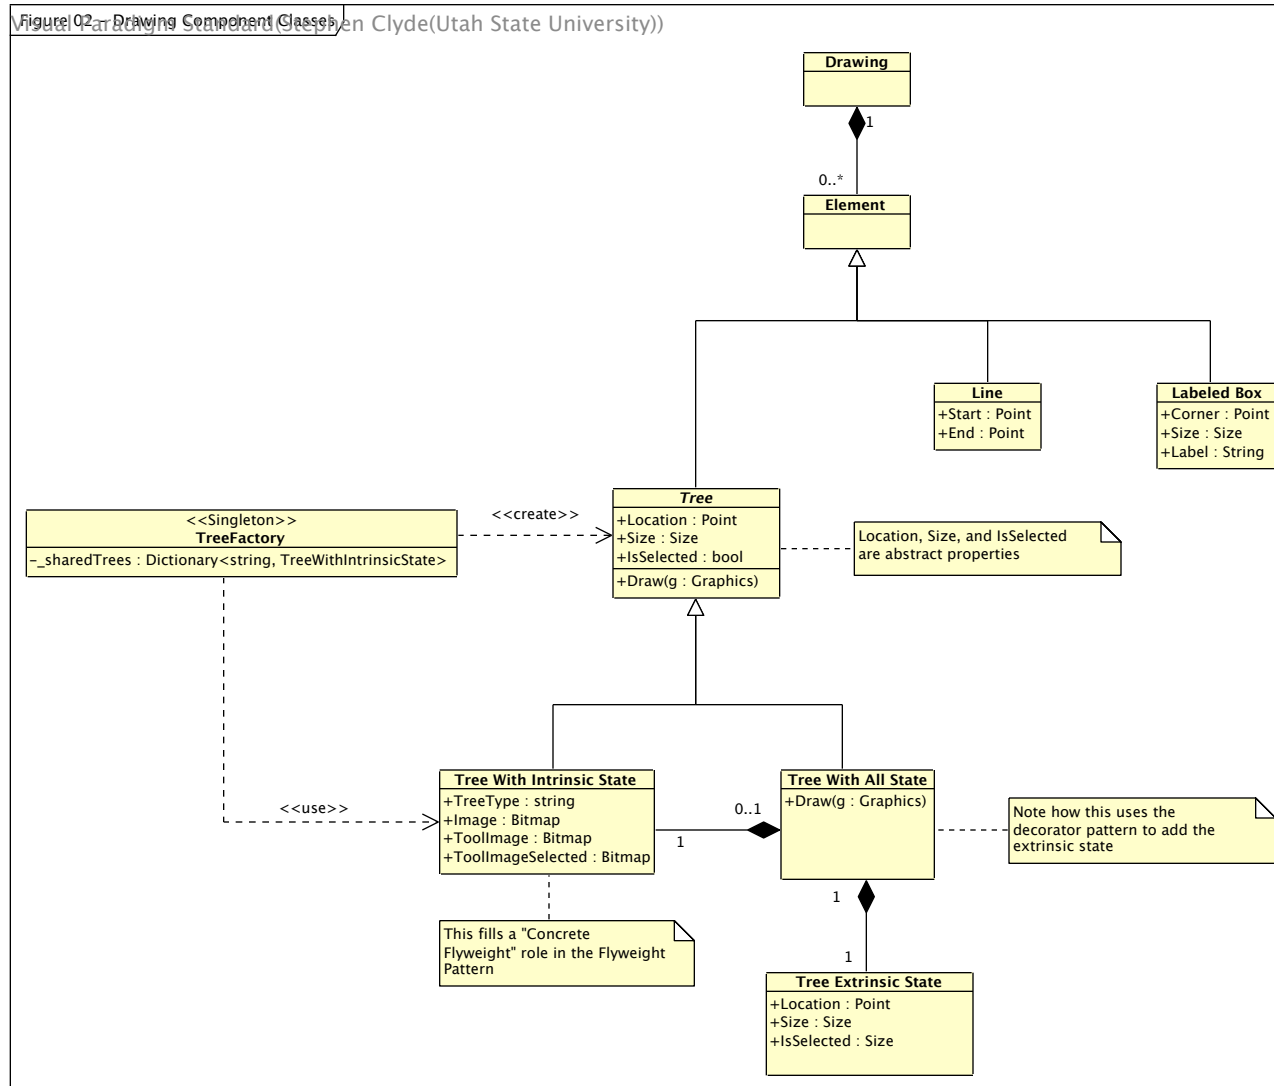 Figure 02 – Drawing Component Classes
Visual Paradigm Standard(Stephen Clyde(Utah State University))
Drawing
1
0..*
Element
Line
+Start : Point
+End : Point
Labeled Box
+Corner : Point
+Size : Size
+Label : String
<<Singleton>>
TreeFactory
-_sharedTrees : Dictionary<string, TreeWithIntrinsicState>
<<create>>
Tree
+Location : Point
+Size : Size
+IsSelected : bool
+Draw(g : Graphics)
Location, Size, and IsSelected
are abstract properties
<<use>>
Tree With Intrinsic State
+TreeType : string
+Image : Bitmap
+ToolImage : Bitmap
+ToolImageSelected : Bitmap
1
0..1
Tree With All State
+Draw(g : Graphics)
Note how this uses the
decorator pattern to add the
extrinsic state
This fills a "Concrete
Flyweight" role in the Flyweight
Pattern
1
1
Tree Extrinsic State
+Location : Point
+Size : Size
+IsSelected : Size